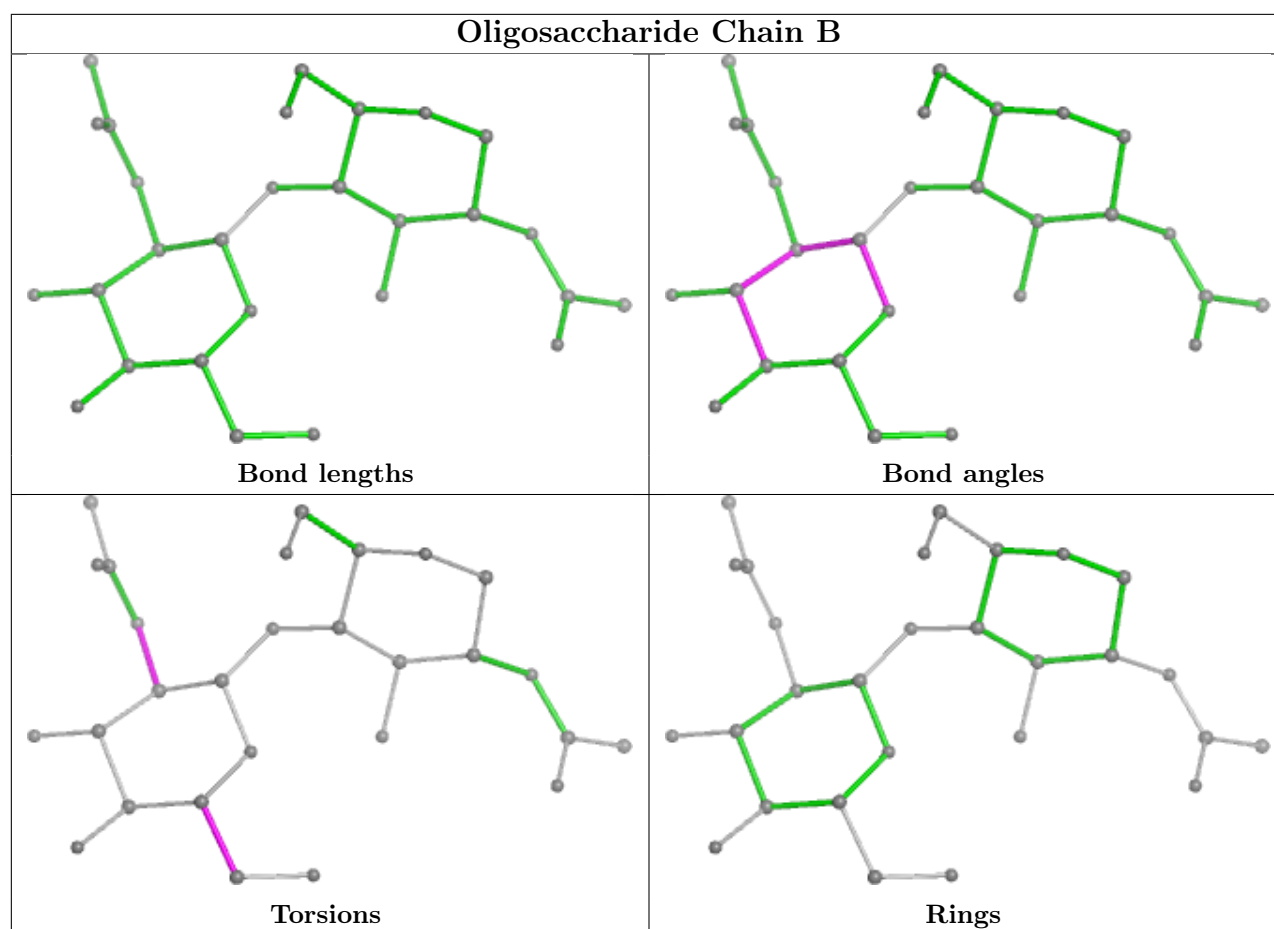 Oligosaccharide Chain B
Bond lengths
Bond angles
Torsions
Rings